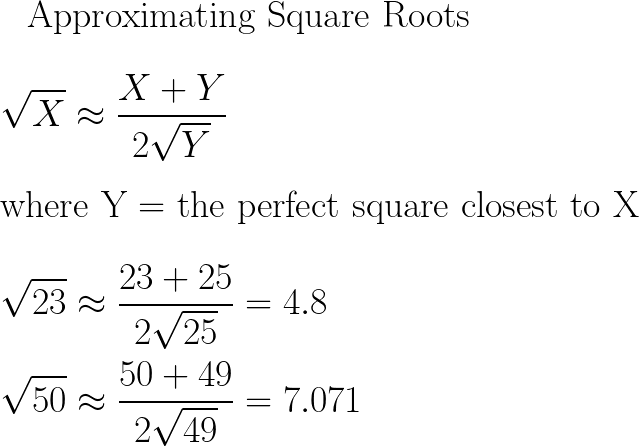 Approximating Square Roots
√X ≈ (X + Y) / (2√Y)
where Y = the perfect square closest to X
√23 ≈ (23 + 25) / (2√25) = 4.8
√50 ≈ (50 + 49) / (2√49) = 7.071